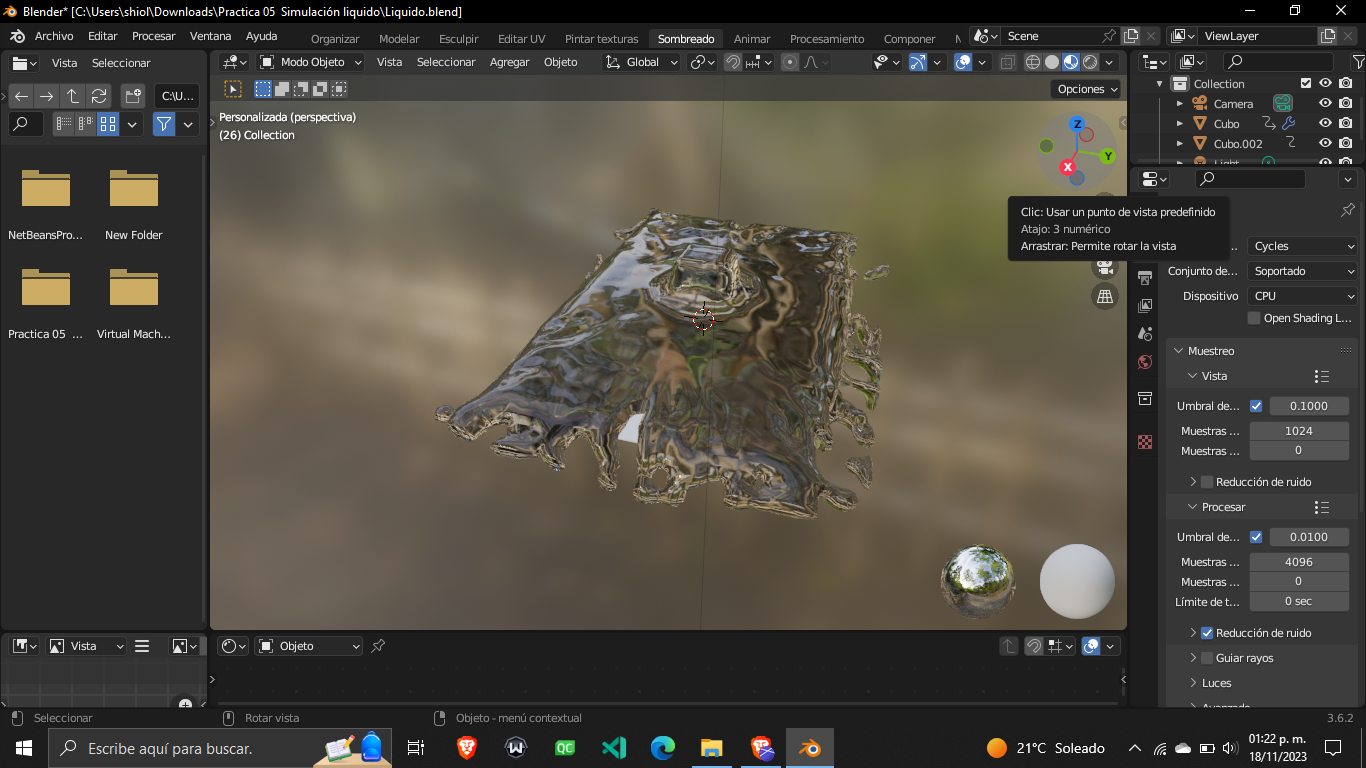 Blender* [C:\Users\shiol\Downloads\Practica 05  Simulación liquido\Liquido.blend]
Archivo Editar Procesar Ventana Ayuda
Organizar Modelar Esculpir Editar UV Pintar texturas Sombreado Animar Procesamiento Componer
Scene
ViewLayer
Vista Seleccionar
Modo Objeto Vista Seleccionar Agregar Objeto
Global
C:\U...
Opciones
Personalizada (perspectiva)
(26) Collection
Z
Y
X
Collection
Camera
Cubo
Cubo.002
Light
NetBeansPro... New Folder
Practica 05 ... Virtual Mach...
Clic: Usar un punto de vista predefinido
Atajo: 3 numérico
Arrastrar: Permite rotar la vista
Cycles
Conjunto de... Soportado
Dispositivo CPU
Open Shading L...
Muestreo
Vista
Umbral de... 0.1000
Muestras ... 1024
Muestras ... 0
Reducción de ruido
Procesar
Umbral de... 0.0100
Muestras ... 4096
Muestras ... 0
Límite de t... 0 sec
Reducción de ruido
Guiar rayos
Luces
Avanzado
Vista
Objeto
Seleccionar
Rotar vista
Objeto - menú contextual
3.6.2
Escribe aquí para buscar.
QC
21°C Soleado
01:22 p. m.
18/11/2023